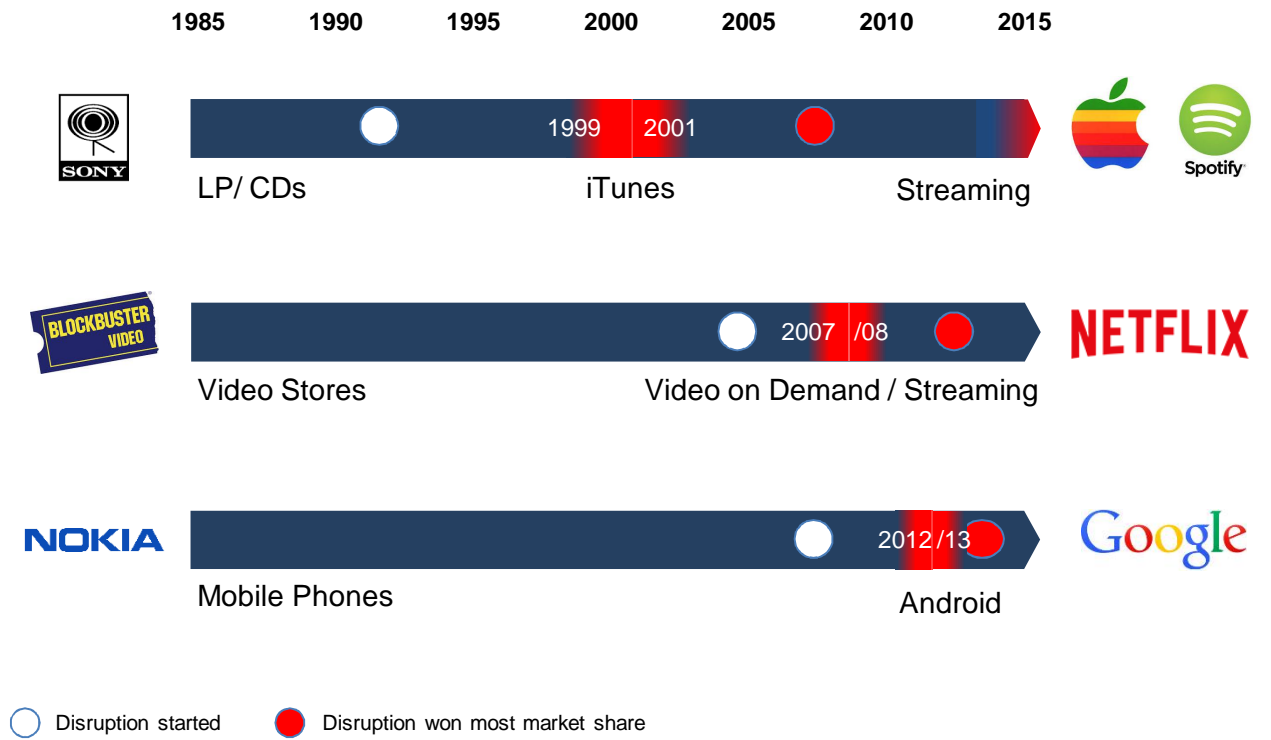 1985 1990 1995 2000 2005 2010 2015
SONY
1999 2001
Spotify
LP/ CDs iTunes Streaming
BLOCKBUSTER
VIDEO
2007 /08
NETFLIX
Video Stores Video on Demand / Streaming
NOKIA
2012 /13
Google
Mobile Phones Android
Disruption started Disruption won most market share